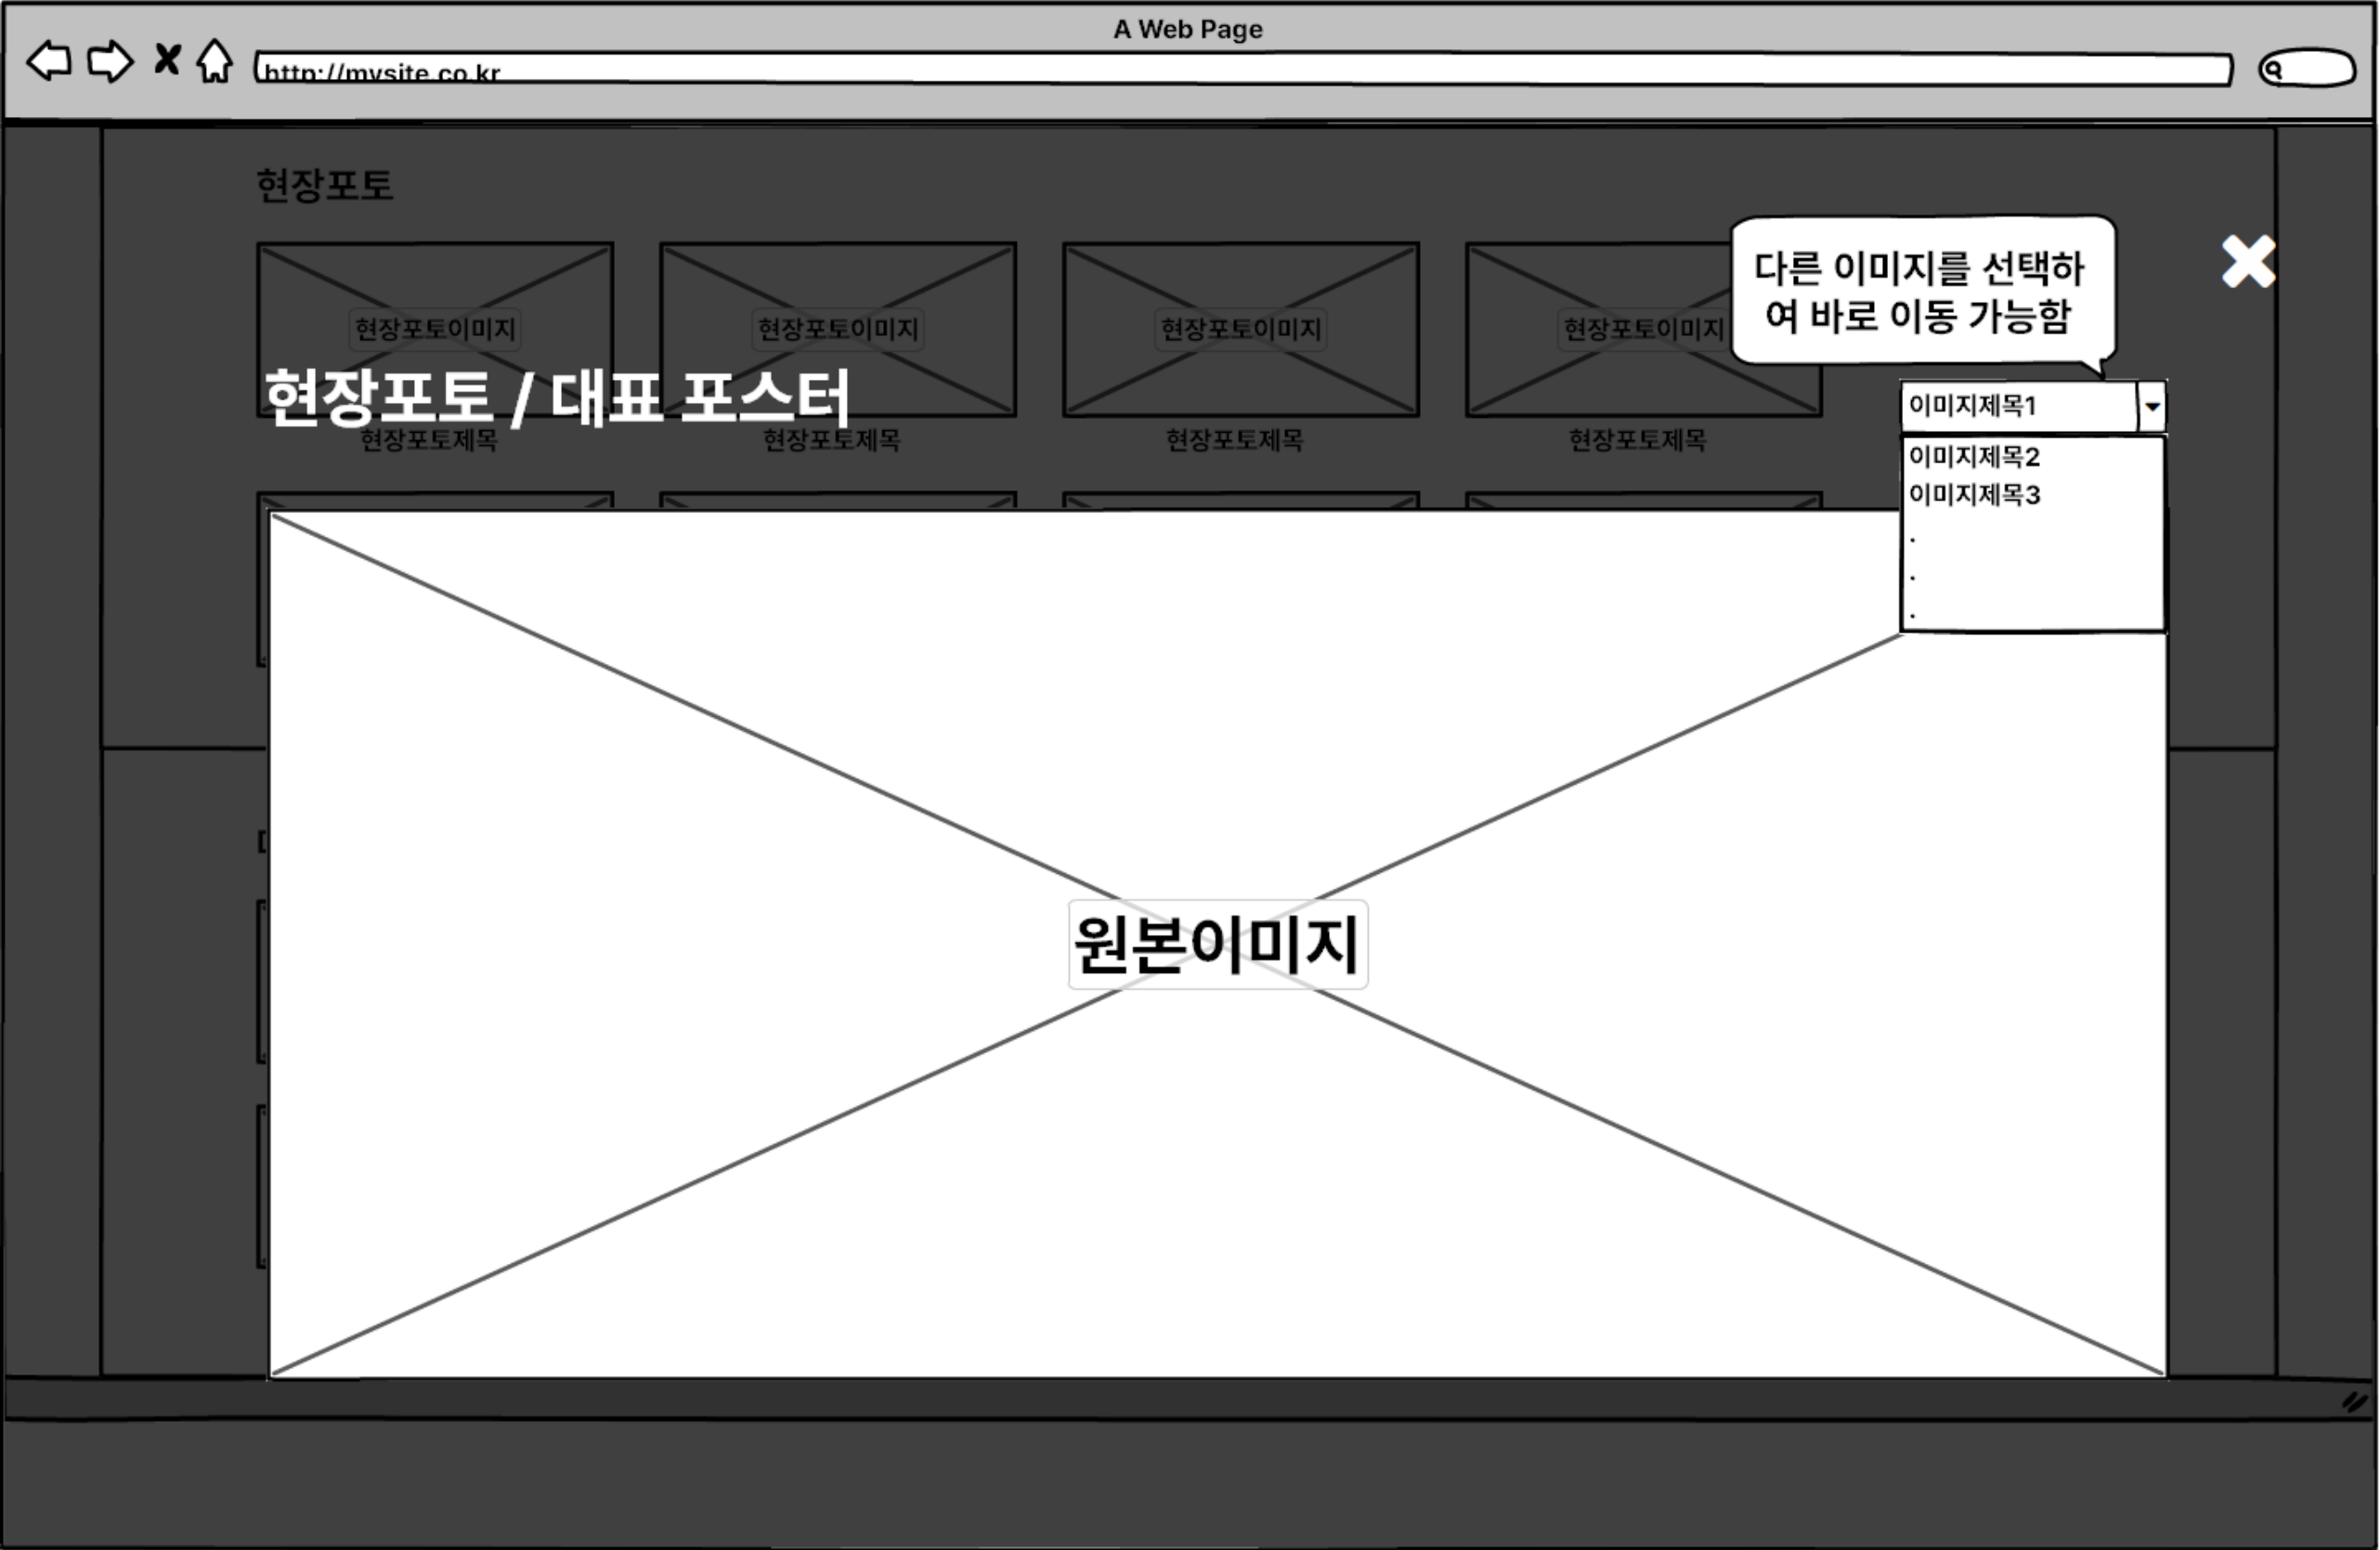 A Web Page
http://mysite.co.kr
현장포토
다른 이미지를 선택하
여 바로 이동 가능함
현장포토이미지
현장포토이미지
현장포토이미지
현장포토이미지
현장포토 / 대표 포스터
이미지제목1
현장포토제목
현장포토제목
현장포토제목
현장포토제목
이미지제목2
이미지제목3
.
.
.
원본이미지